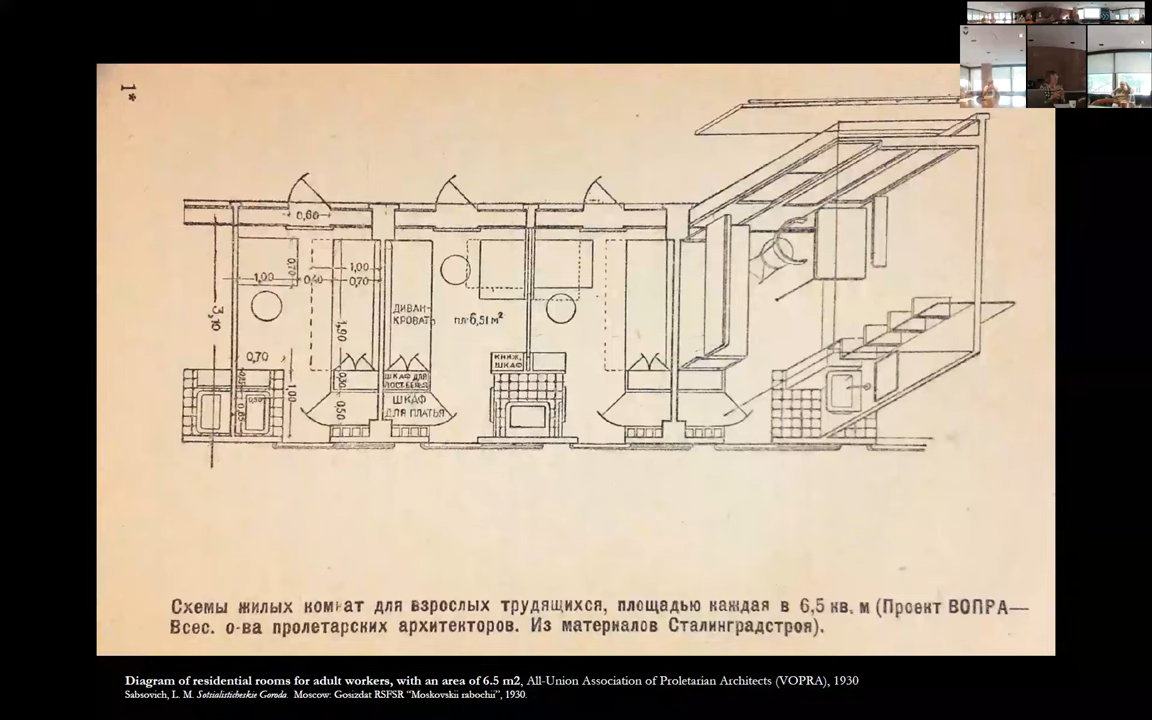 1*
0,60
1,00
0,70
0,40
1,00
0,70
3,10
1,90
ДИВАН-
КРОВАТЬ
пл. 6,51 м²
0,70
1,00
КНИЖ.
ШКАФ
0,30
ШКАФ ДЛЯ
0,50
ШКАФ
ДЛЯ ПЛАТЬЯ
Схемы жилых комнат для взрослых трудящихся, площадью каждая в 6,5 кв. м (Проект ВОПРА—
Всес. о-ва пролетарских архитекторов. Из материалов Сталинградстроя).
Diagram of residential rooms for adult workers, with an area of 6.5 m2, All-Union Association of Proletarian Architects (VOPRA), 1930
Sabsovich, L. M. Sotsialisticheskie Goroda. Moscow: Gosizdat RSFSR “Moskovskii rabochii”, 1930.